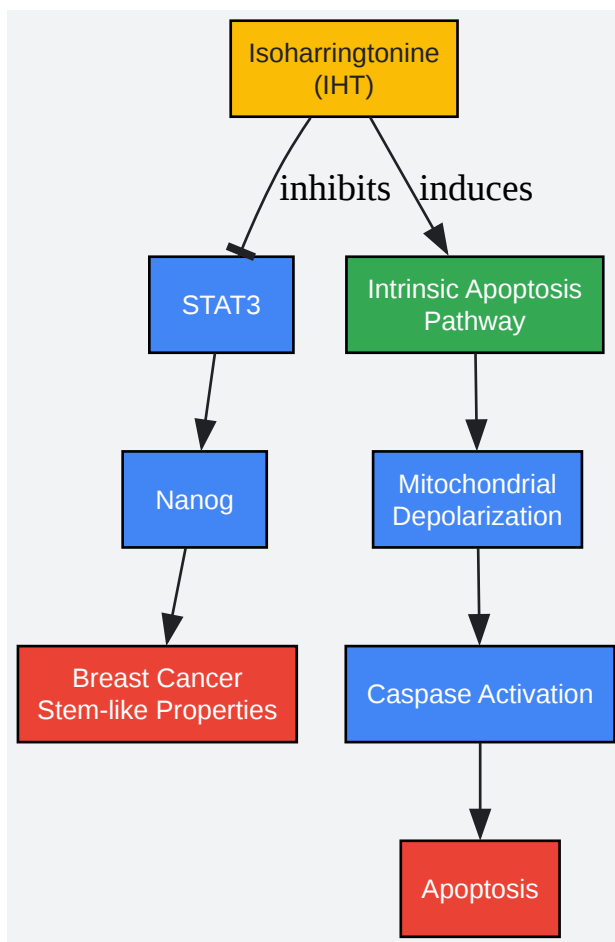 Isoharringtonine
(IHT)
inhibits
induces
STAT3
Intrinsic Apoptosis
Pathway
Nanog
Mitochondrial
Depolarization
Breast Cancer
Stem-like Properties
Caspase Activation
Apoptosis